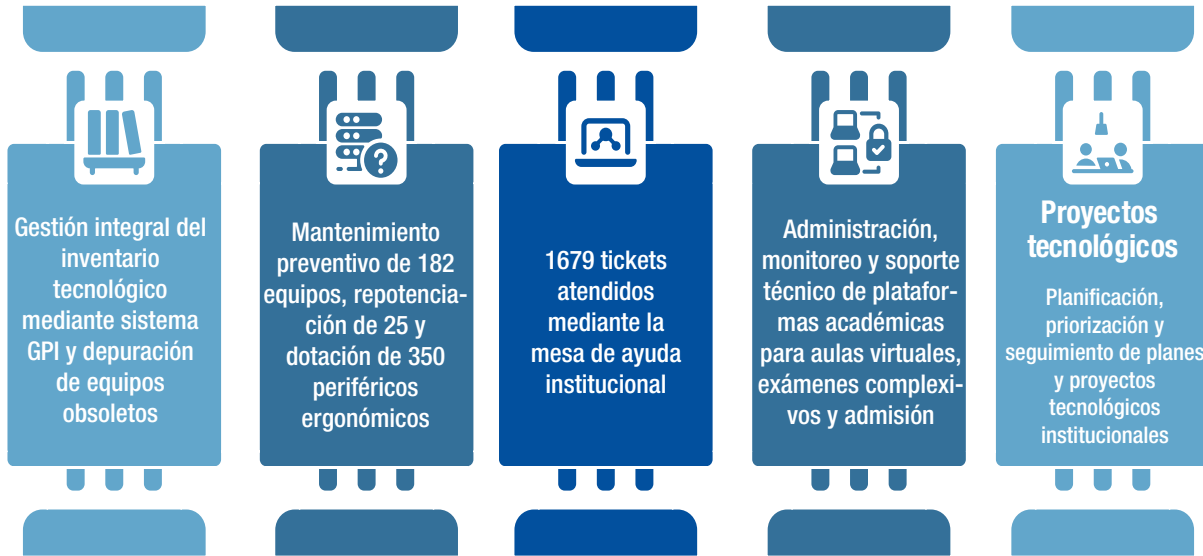 Gestión integral del
inventario
tecnológico
mediante sistema
GPI y depuración
de equipos
obsoletos
Mantenimiento
preventivo de 182
equipos, repotencia-
ción de 25 y
dotación de 350
periféricos
ergonómicos
1679 tickets
atendidos
mediante la
mesa de ayuda
institucional
Administración,
monitoreo y soporte
técnico de platafor-
mas académicas
para aulas virtuales,
exámenes complexi-
vos y admisión
Proyectos
tecnológicos
Planificación,
priorización y
seguimiento de planes
y proyectos
tecnológicos
institucionales